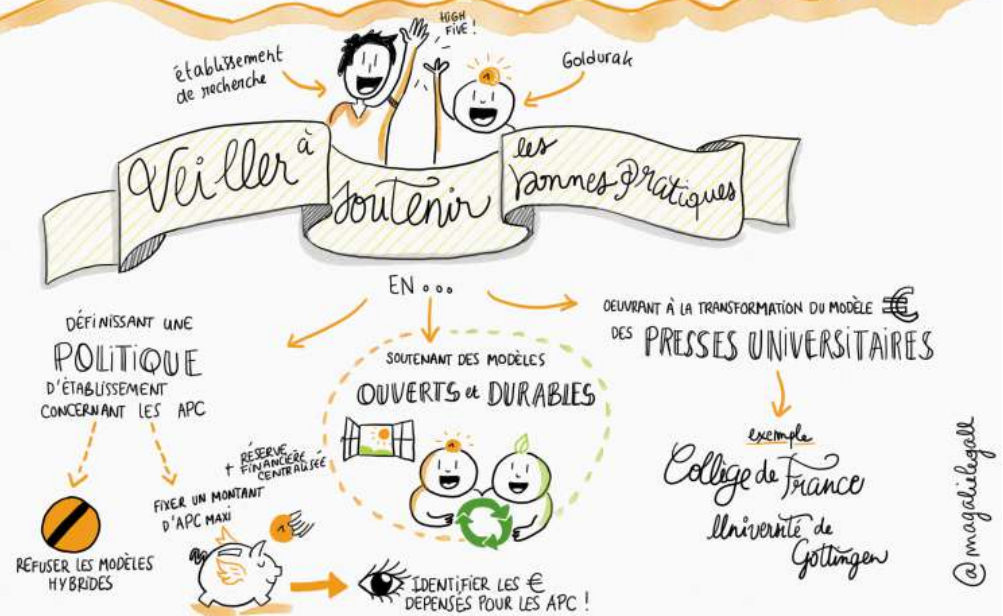 HIGH
FIVE !
établissement
de recherche
Goldurak
Veiller à
soutenir
les
bonnes pratiques
EN ...
DÉFINISSANT UNE
POLITIQUE
D'ÉTABLISSEMENT
CONCERNANT LES APC
REFUSER LES MODÈLES
HYBRIDES
+ RÉSERVE
FINANCIÈRE
CENTRALISÉE
FIXER UN MONTANT
D'APC MAXI
IDENTIFIER LES €
DÉPENSÉS POUR LES APC !
SOUTENANT DES MODÈLES
OUVERTS et DURABLES
OEUVRANT À LA TRANSFORMATION DU MODÈLE €
DES PRESSES UNIVERSITAIRES
exemple
Collège de France
Université de
Gottingen
@magalielegall